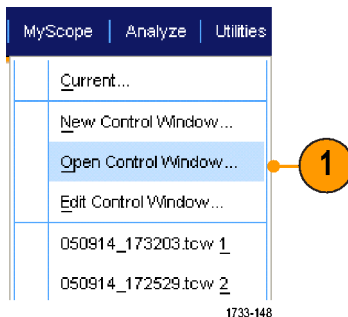 MyScope | Analyze | Utilities
Current...
New Control Window...
Open Control Window...
1
Edit Control Window...
050914_173203.tcw 1
050914_172529.tcw 2
1733-148